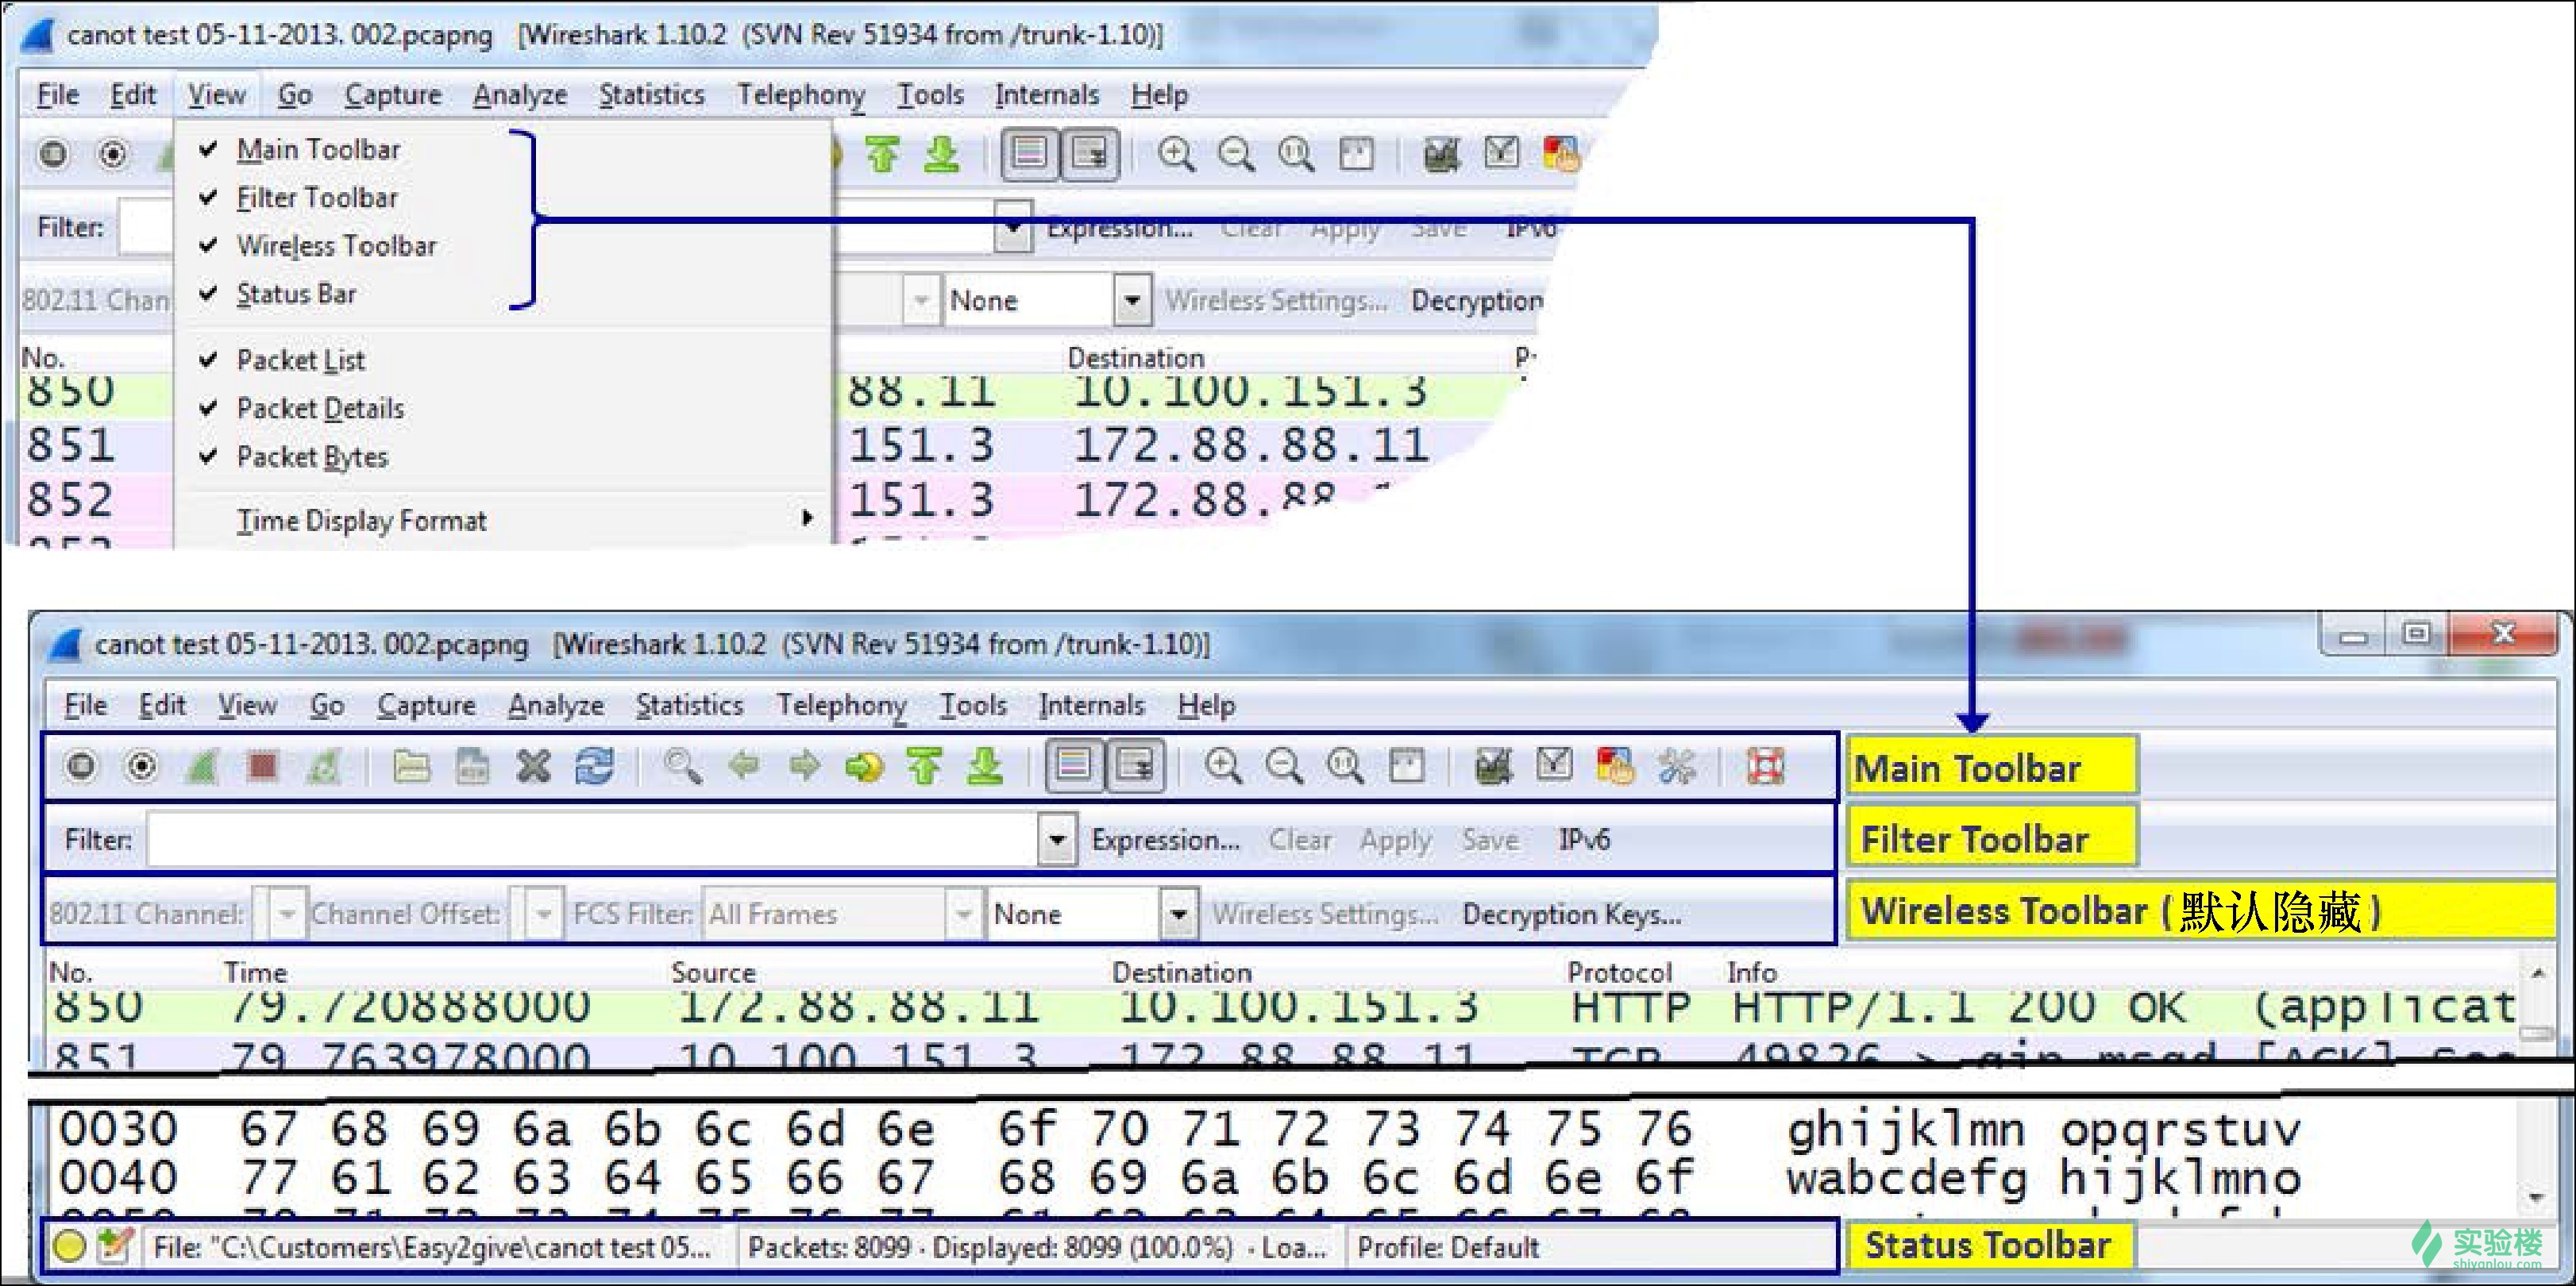 canot test 05-11-2013. 002.pcapng [Wireshark 1.10.2 (SVN Rev 51934 from /trunk-1.10)]
File Edit View Go Capture Analyze Statistics Telephony Tools Internals Help
Main Toolbar
Filter Toolbar
Wireless Toolbar
Status Bar
Packet List
Packet Details
Packet Bytes
Time Display Format
Filter: Expression... Clear Apply Save IPv6
802.11 Chan None Wireless Settings... Decryption
No. Destination
850 88.11 10.100.151.3
851 151.3 172.88.88.11
852 151.3 172.88.88.
canot test 05-11-2013. 002.pcapng [Wireshark 1.10.2 (SVN Rev 51934 from /trunk-1.10)]
File Edit View Go Capture Analyze Statistics Telephony Tools Internals Help
Main Toolbar
Filter: Expression... Clear Apply Save IPv6 Filter Toolbar
802.11 Channel: Channel Offset: FCS Filter: All Frames None Wireless Settings... Decryption Keys... Wireless Toolbar (默认隐藏)
No. Time Source Destination Protocol Info
850 79.720888000 172.88.88.11 10.100.151.3 HTTP HTTP/1.1 200 OK (applicat
851 79.763978000 10.100.151.3 172.88.88.11 TCP 49826 > [ACK]
0030 67 68 69 6a 6b 6c 6d 6e 6f 70 71 72 73 74 75 76 ghijklmn opqrstuv
0040 77 61 62 63 64 65 66 67 68 69 6a 6b 6c 6d 6e 6f wabcdefg hijklmno
File: "C:\Customers\Easy2give\canot test 05... Packets: 8099 · Displayed: 8099 (100.0%) · Loa... Profile: Default Status Toolbar
实验楼
shiyanlou.com